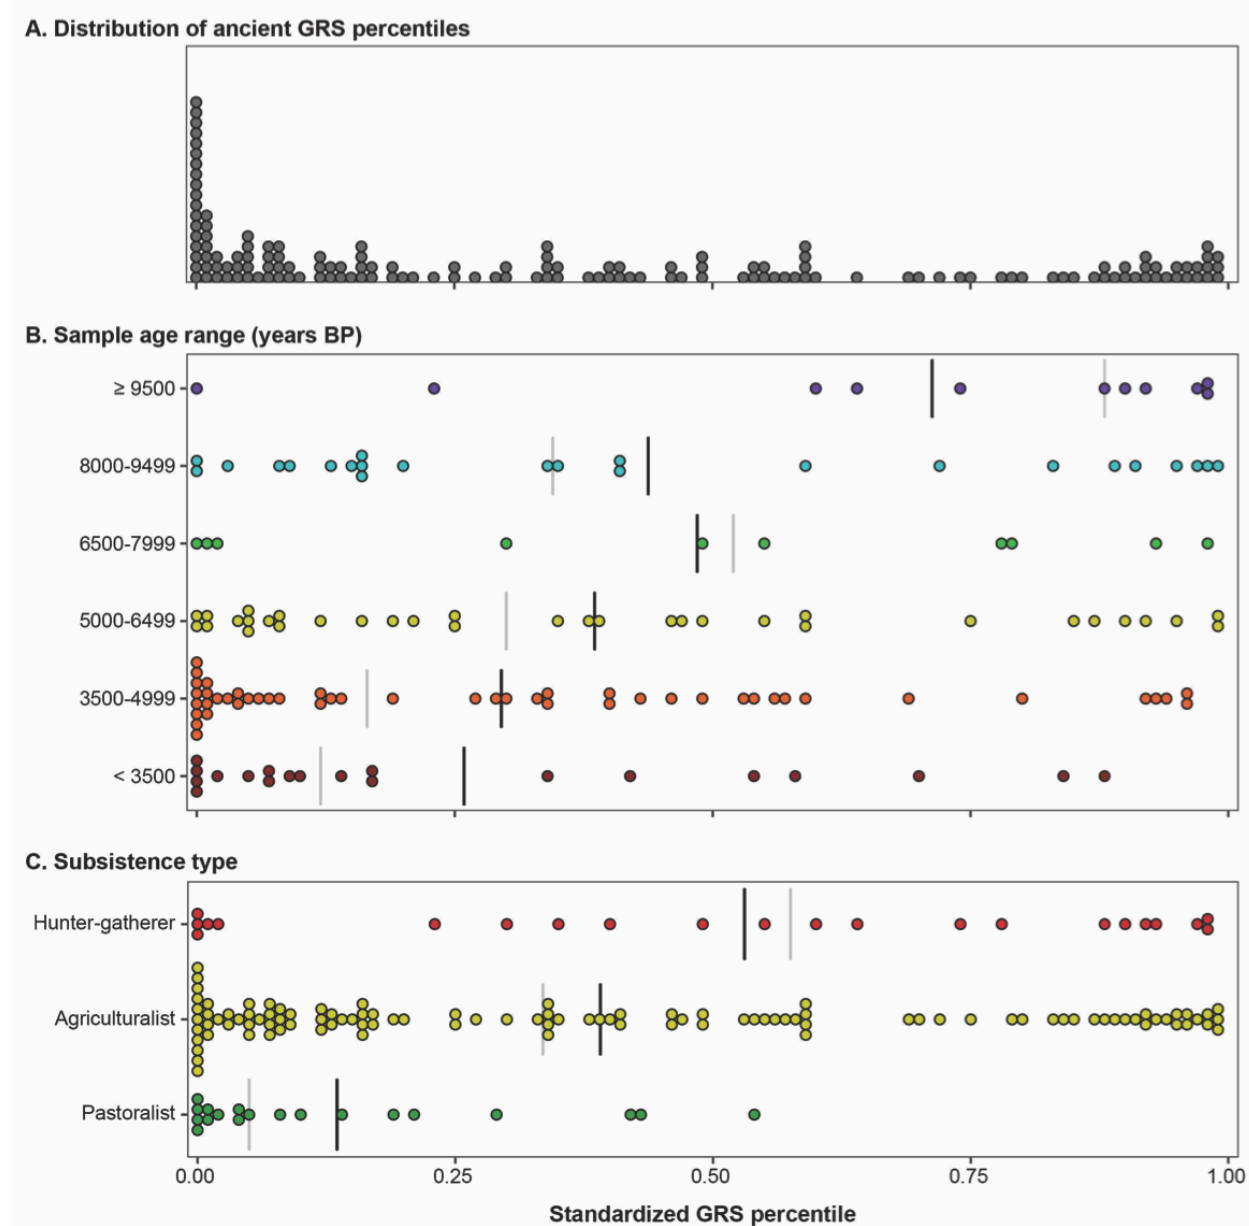 A. Distribution of ancient GRS percentiles
B. Sample age range (years BP)
≥ 9500
8000-9499
6500-7999
5000-6499
3500-4999
< 3500
C. Subsistence type
Hunter-gatherer
Agriculturalist
Pastoralist
0.00 0.25 0.50 0.75 1.00
Standardized GRS percentile